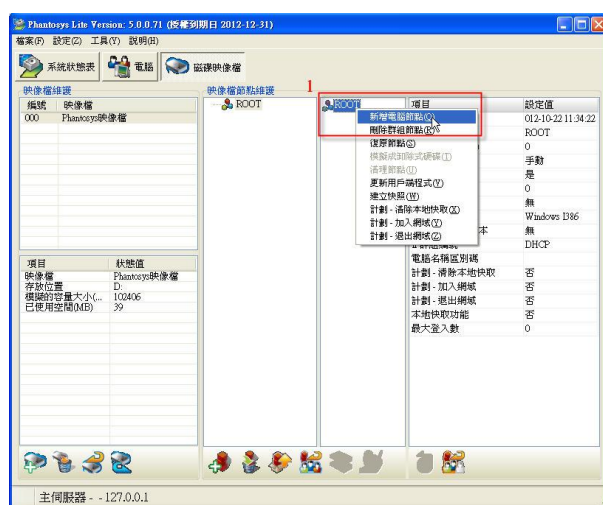 Phantosys Lite Version: 5.0.0.71 (授權到期日 2012-12-31)
檔案(F) 設定(Z) 工具(Y) 說明(H)
系統狀態表 電腦 磁碟映像檔
映像檔維護
編號 映像檔
000 Phantosys映像檔
項目 狀態值
映像檔 Phantosys映像檔
存放位置 D:
模擬的容量大小(... 102406
已使用空間(MB) 39
映像檔節點維護
1
ROOT
ROOT
新增電腦節點(Q)
刪除群組節點(R)
復原節點(S)
模擬成卸除式硬碟(T)
清理節點(U)
更新用戶端程式(V)
建立快照(W)
計劃 - 清除本地快取(X)
計劃 - 加入網域(Y)
計劃 - 退出網域(Z)
項目 設定值
012-10-22 11:34:22
ROOT
0
手動
是
0
無
Windows I386
本 無
DHCP
電腦名稱區別碼
計劃 - 清除本地快取 否
計劃 - 加入網域 否
計劃 - 退出網域 否
本地快取功能 否
最大登入數 0
主伺服器 - - 127.0.0.1